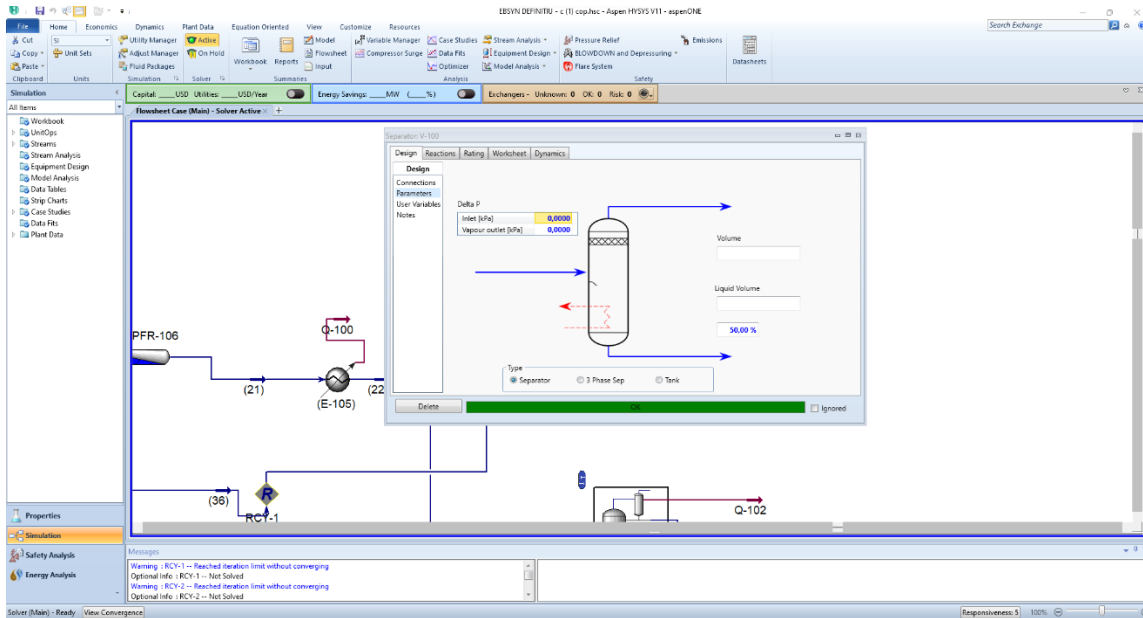 EBSYN DEFINITIU - c (1) cop.hsc - Aspen HYSYS V11 - aspenONE
File Home Economics Dynamics Plant Data Equation Oriented View Customize Resources Search Exchange
Cut SI Utility Manager Active Model Variable Manager Case Studies Stream Analysis Pressure Relief Emissions
Copy Unit Sets Adjust Manager On Hold Workbook Reports Flowsheet Compressor Surge Data Fits Equipment Design BLOWDOWN and Depressuring Datasheets
Paste Fluid Packages Input Optimizer Model Analysis Flare System
Clipboard Units Simulation Solver Summaries Analysis Safety
Simulation Capital: ____USD Utilities: ____USD/Year Energy Savings: ____MW (____%) Exchangers - Unknown: 0 OK: 0 Risk: 0
All Items Flowsheet Case (Main) - Solver Active +
Workbook
UnitOps
Streams
Stream Analysis
Equipment Design
Model Analysis
Data Tables
Strip Charts
Case Studies
Data Fits
Plant Data
Separator: V-100
Design Reactions Rating Worksheet Dynamics
Design
Connections
Parameters
User Variables
Notes
Delta P
Inlet [kPa] 0,0000
Vapour outlet [kPa] 0,0000
Volume
Liquid Volume
50,00 %
Type
Separator 3 Phase Sep Tank
Delete OK Ignored
PFR-106
Q-100
(21)
(E-105)
(22
(36)
R
RCY-1
Q-102
Properties
Simulation
Safety Analysis
Energy Analysis
Messages
Warning : RCY-1 -- Reached iteration limit without converging
Optional Info : RCY-1 -- Not Solved
Warning : RCY-2 -- Reached iteration limit without converging
Optional Info : RCY-2 -- Not Solved
Solver (Main) - Ready View Convergence Responsiveness: 5 100%